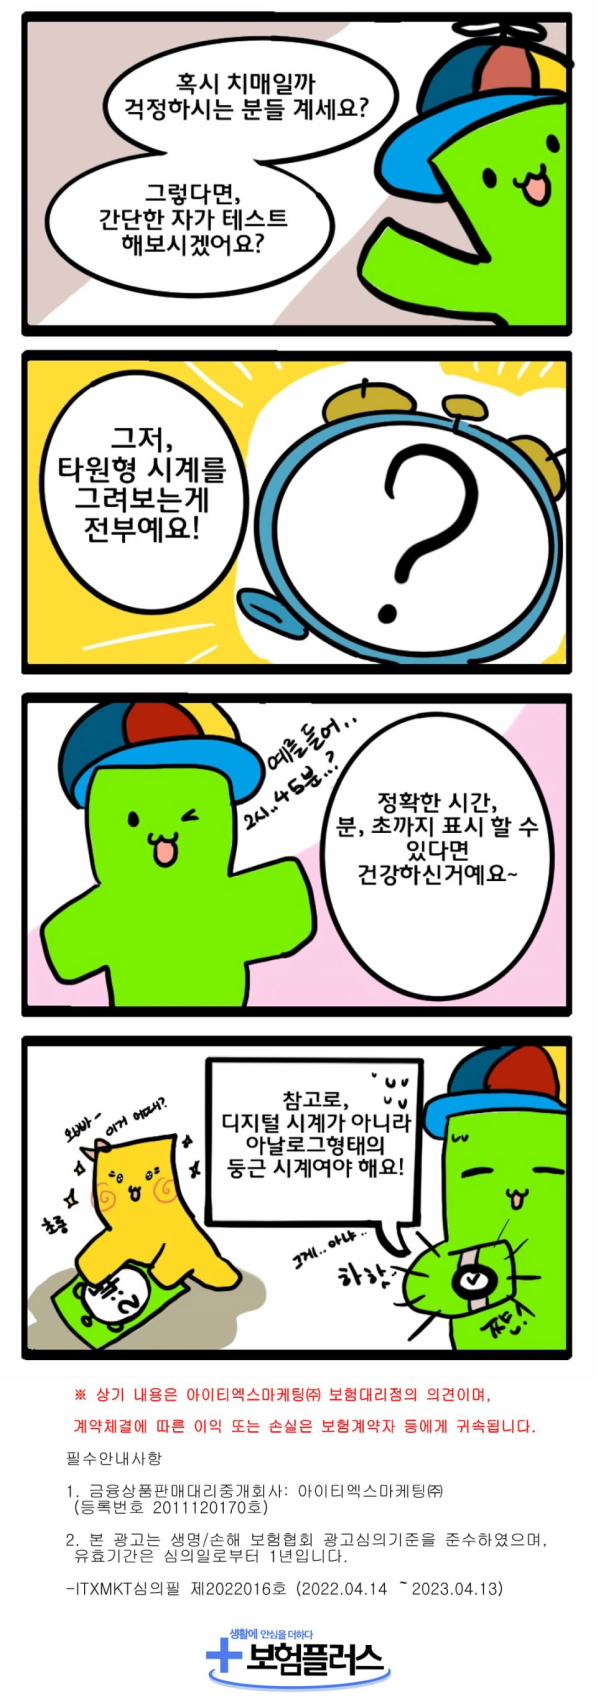 혹시 치매일까
걱정하시는 분들 계세요?
그렇다면,
간단한 자가 테스트
해보시겠어요?
그저,
타원형 시계를
그려보는게
전부예요!
?
예를들어..
2시..45분..?
정확한 시간,
분, 초까지 표시 할 수
있다면
건강하신거예요~
오빠~
이거 어때?
초롱
참고로,
디지털 시계가 아니라
아날로그형태의
둥근 시계여야 해요!
그게..아냐..
하핫..
짠!
※ 상기 내용은 아이티엑스마케팅㈜ 보험대리점의 의견이며,
계약체결에 따른 이익 또는 손실은 보험계약자 등에게 귀속됩니다.
필수안내사항
1. 금융상품판매대리중개회사: 아이티엑스마케팅㈜
(등록번호 2011120170호)
2. 본 광고는 생명/손해 보험협회 광고심의기준을 준수하였으며,
유효기간은 심의일로부터 1년입니다.
-ITXMKT심의필 제2022016호 (2022.04.14 ~ 2023.04.13)
생활에 안심을 더하다
보험플러스